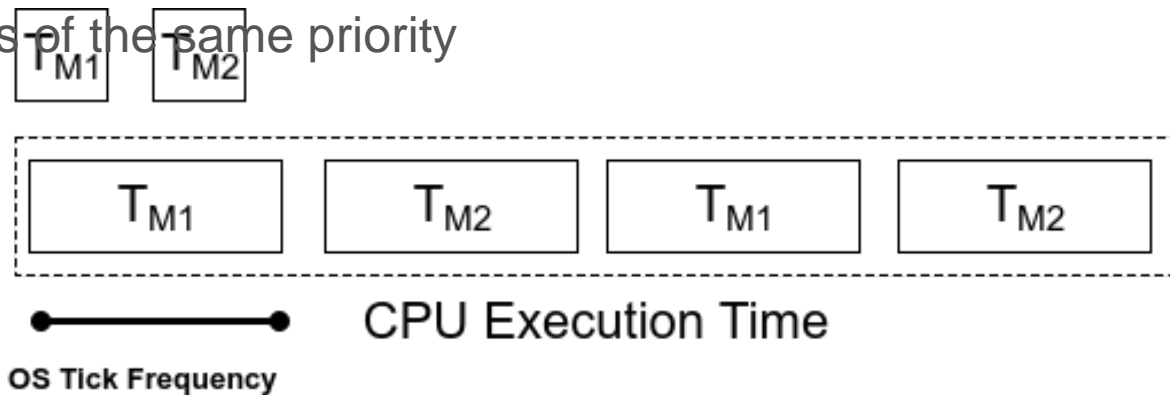 s of the same priority
TM1 TM2
TM1 TM2 TM1 TM2
CPU Execution Time
OS Tick Frequency